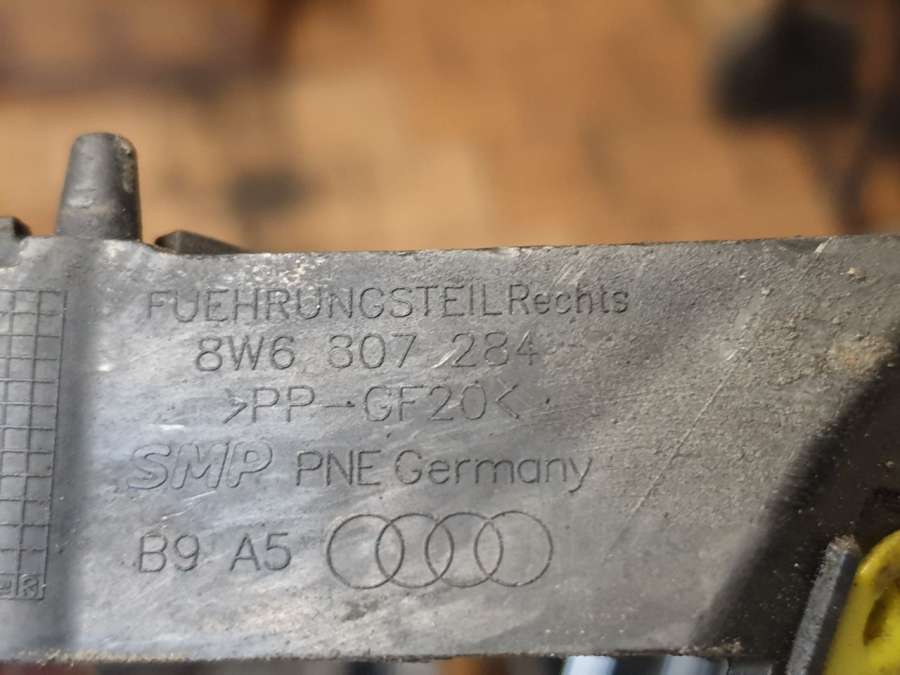 FUEHRUNGSTEIL Rechts
8W6 807 284
>PP-GF20<
SMP PNE Germany
B9 A5